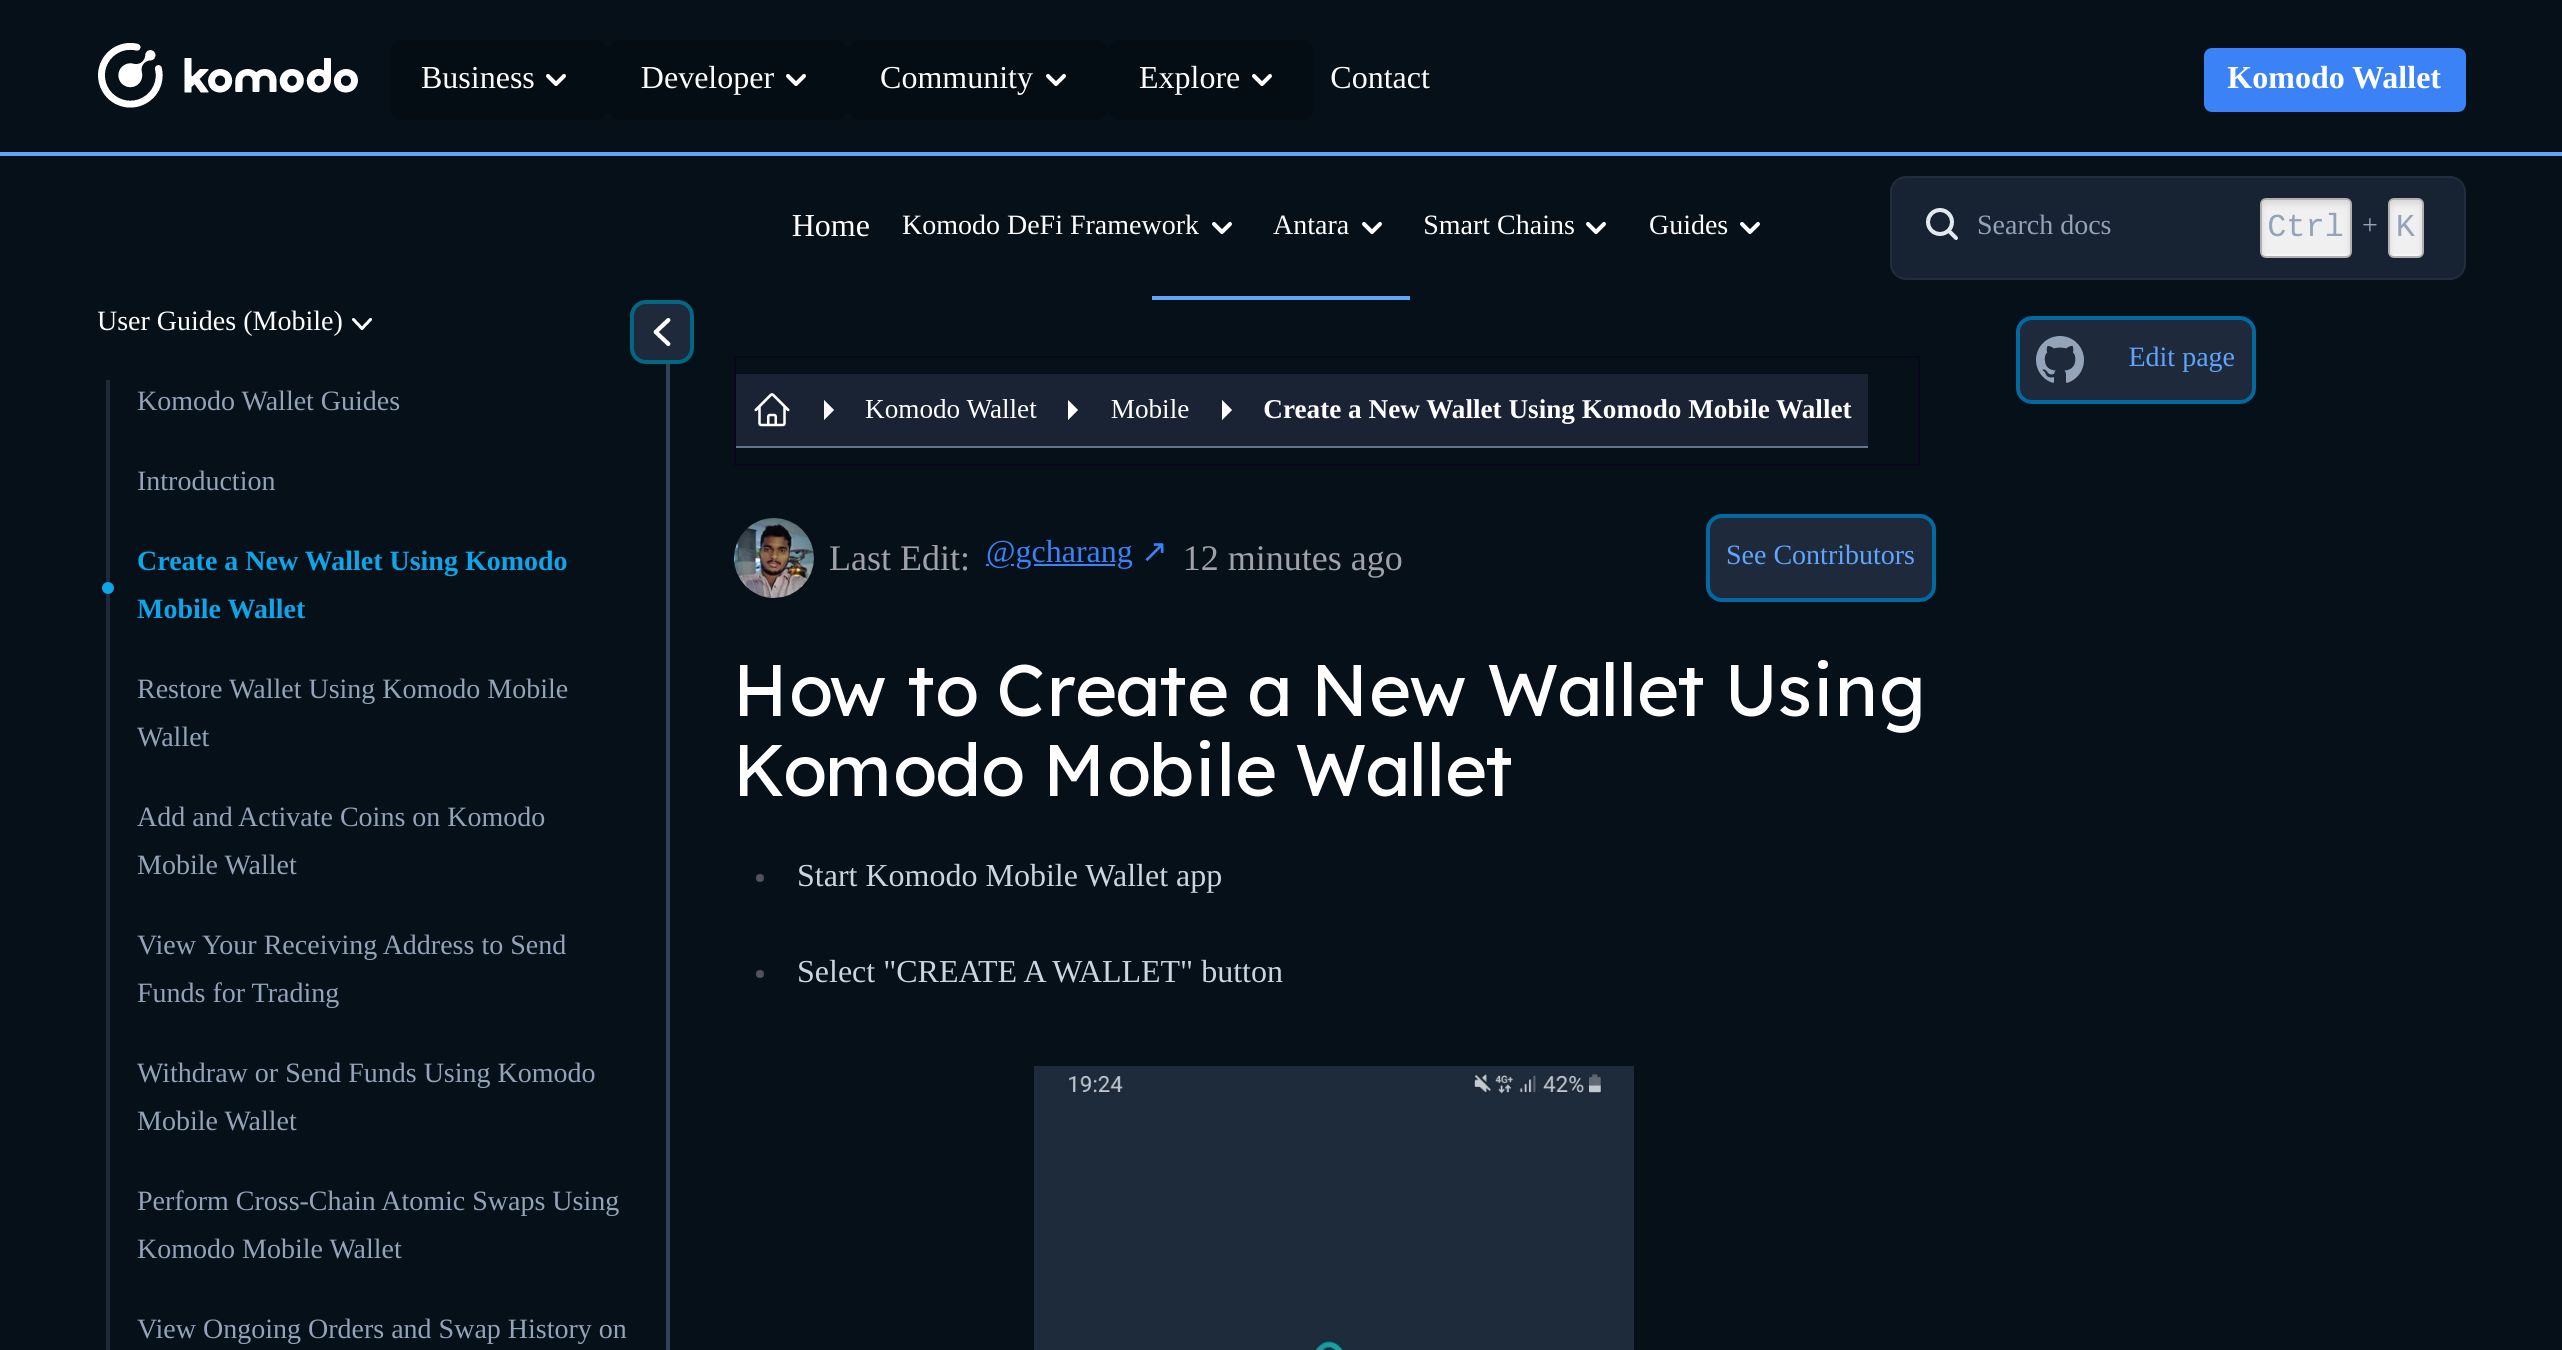 komodo
Business
Developer
Community
Explore
Contact
Komodo Wallet
Home
Komodo DeFi Framework
Antara
Smart Chains
Guides
Search docs
Ctrl + K
User Guides (Mobile)
Komodo Wallet Guides
Introduction
Create a New Wallet Using Komodo
Mobile Wallet
Restore Wallet Using Komodo Mobile
Wallet
Add and Activate Coins on Komodo
Mobile Wallet
View Your Receiving Address to Send
Funds for Trading
Withdraw or Send Funds Using Komodo
Mobile Wallet
Perform Cross-Chain Atomic Swaps Using
Komodo Mobile Wallet
View Ongoing Orders and Swap History on
Komodo Wallet
Mobile
Create a New Wallet Using Komodo Mobile Wallet
Edit page
Last Edit: @gcharang ↗ 12 minutes ago
See Contributors
How to Create a New Wallet Using
Komodo Mobile Wallet
Start Komodo Mobile Wallet app
Select "CREATE A WALLET" button
19:24
4G+ 42%